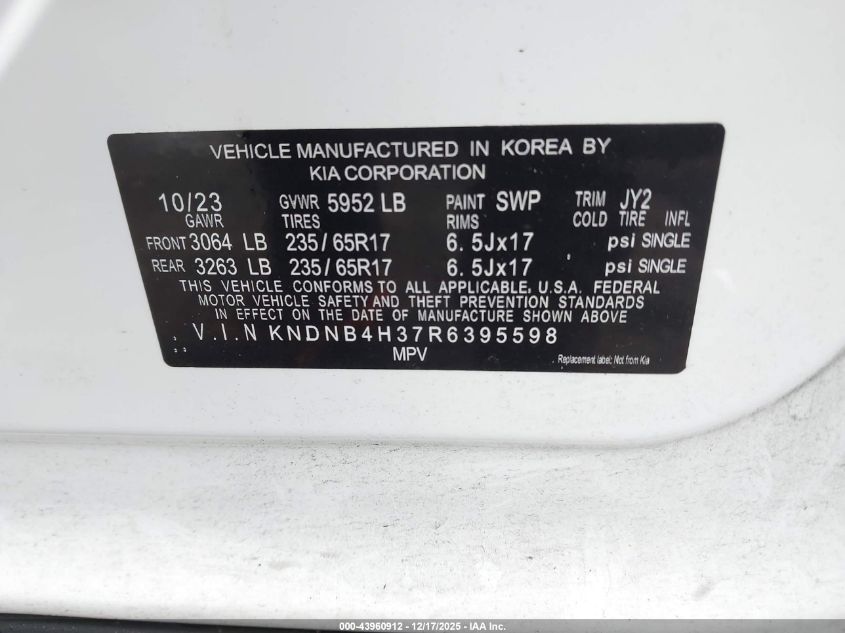 VEHICLE MANUFACTURED IN KOREA BY
KIA CORPORATION
10/23 GVWR 5952 LB PAINT SWP TRIM JY2
GAWR TIRES RIMS COLD TIRE INFL
FRONT 3064 LB 235/65R17 6.5Jx17 psi SINGLE
REAR 3263 LB 235/65R17 6.5Jx17 psi SINGLE
THIS VEHICLE CONFORMS TO ALL APPLICABLE. U.S.A. FEDERAL
MOTOR VEHICLE SAFETY AND THEFT PREVENTION STANDARDS
IN EFFECT ON THE DATE OF MANUFACTURE SHOWN ABOVE
V.I.N KNDNB4H37R6395598
MPV
Replacement label: Not from Kia
000-43960912 - 12/17/2025 - IAA Inc.